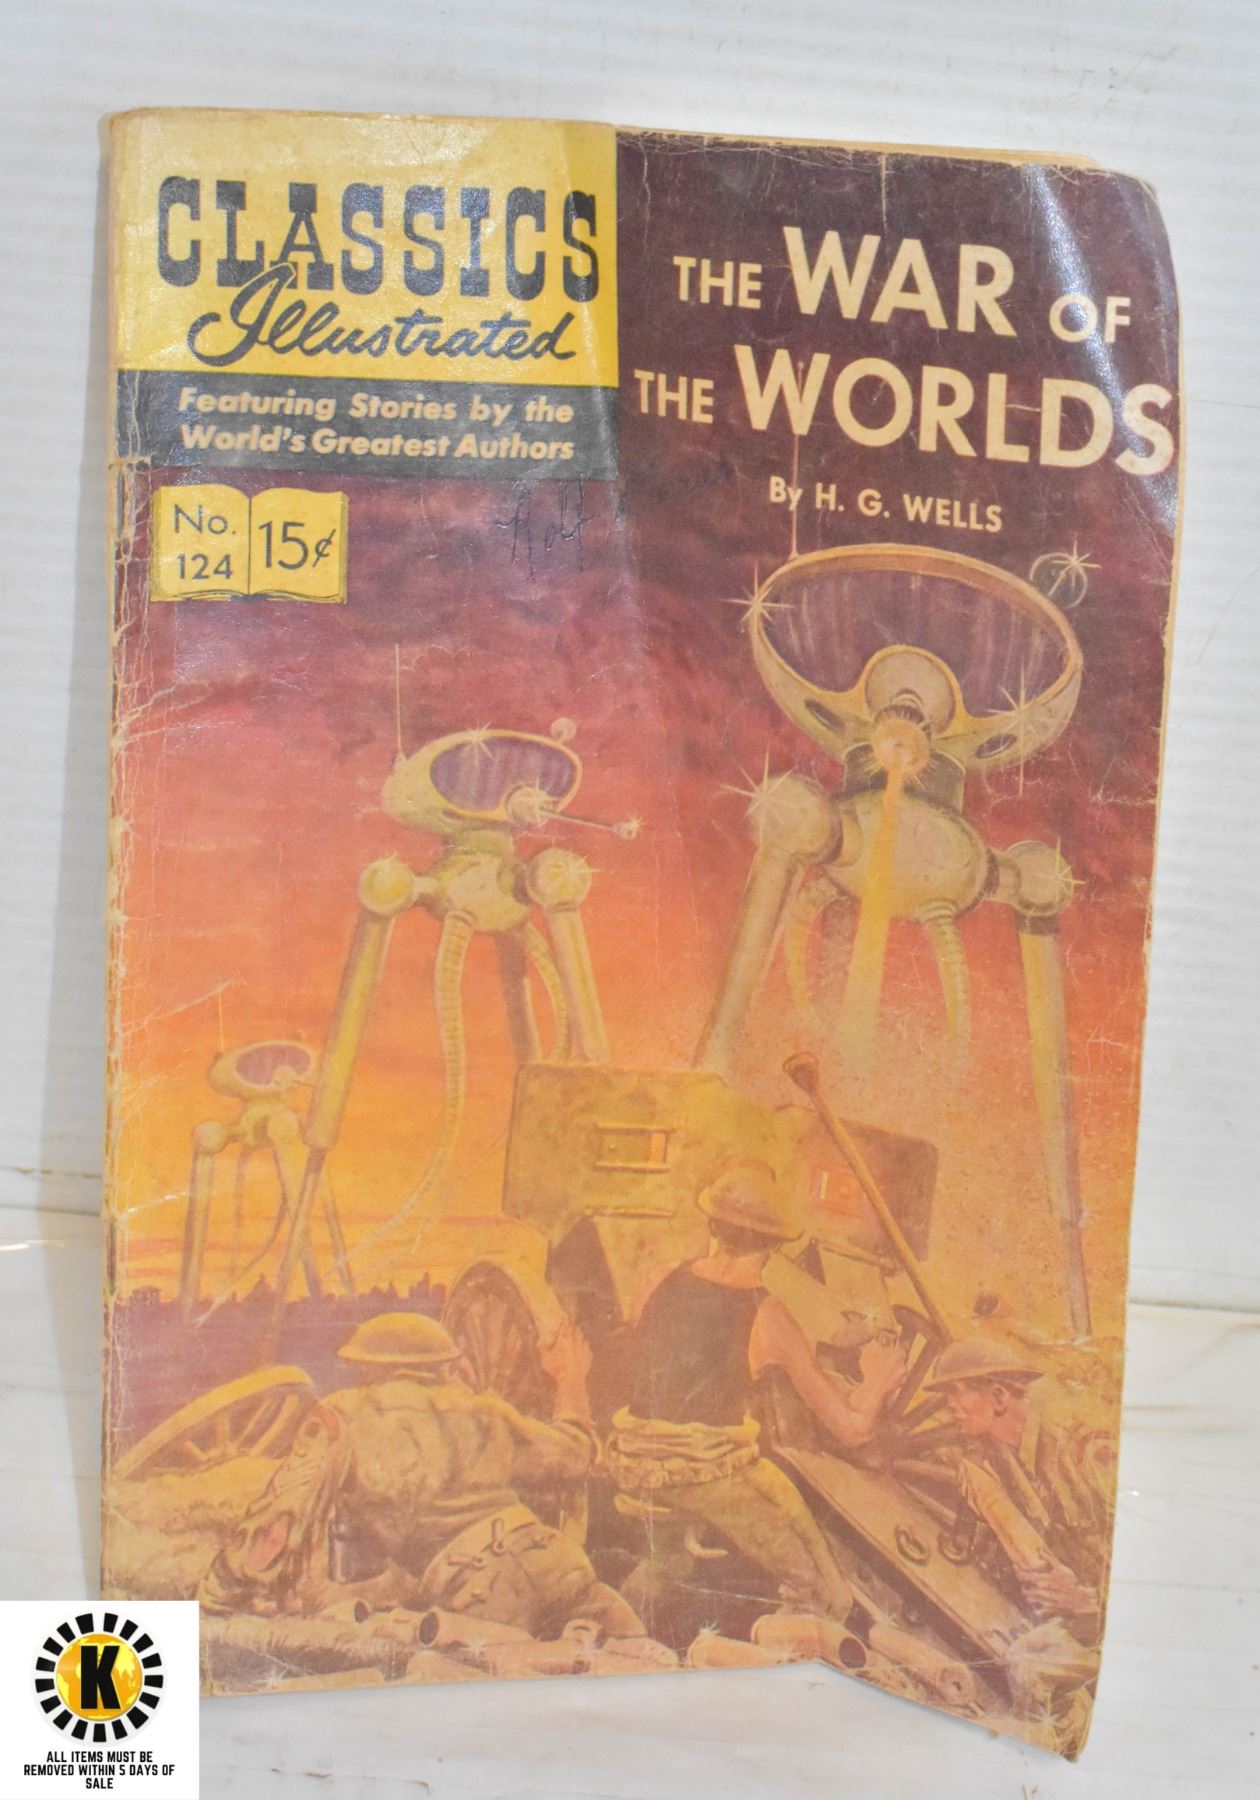 CLASSICS
Illustrated
Featuring Stories by the
World's Greatest Authors
No.
124
15¢
THE WAR OF
THE WORLDS
By H. G. WELLS
K
ALL ITEMS MUST BE
REMOVED WITHIN 5 DAYS OF
SALE